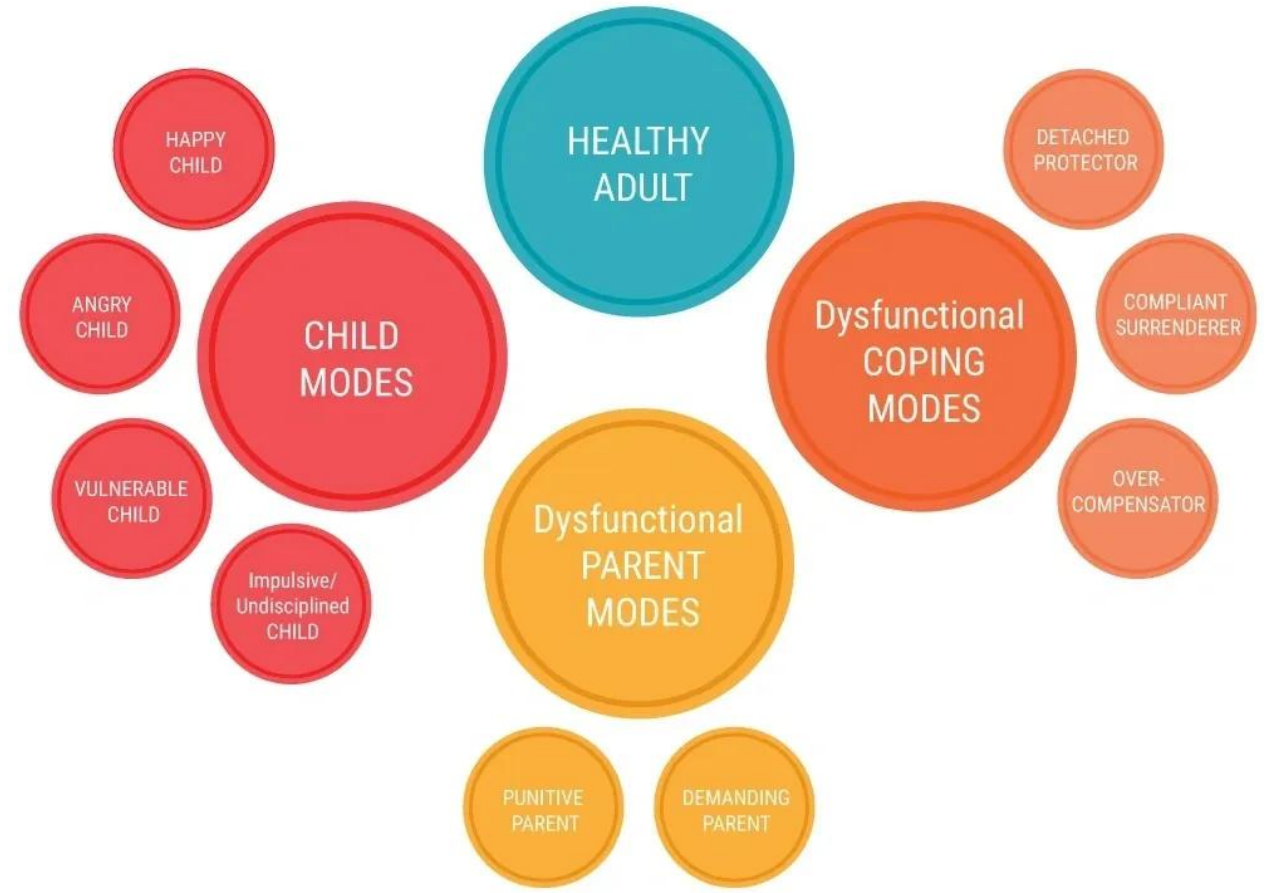 HEALTHY
ADULT
HAPPY
CHILD
ANGRY
CHILD
VULNERABLE
CHILD
Impulsive/
Undisciplined
CHILD
CHILD
MODES
Dysfunctional
COPING
MODES
DETACHED
PROTECTOR
COMPLIANT
SURRENDERER
OVER-
COMPENSATOR
Dysfunctional
PARENT
MODES
PUNITIVE
PARENT
DEMANDING
PARENT